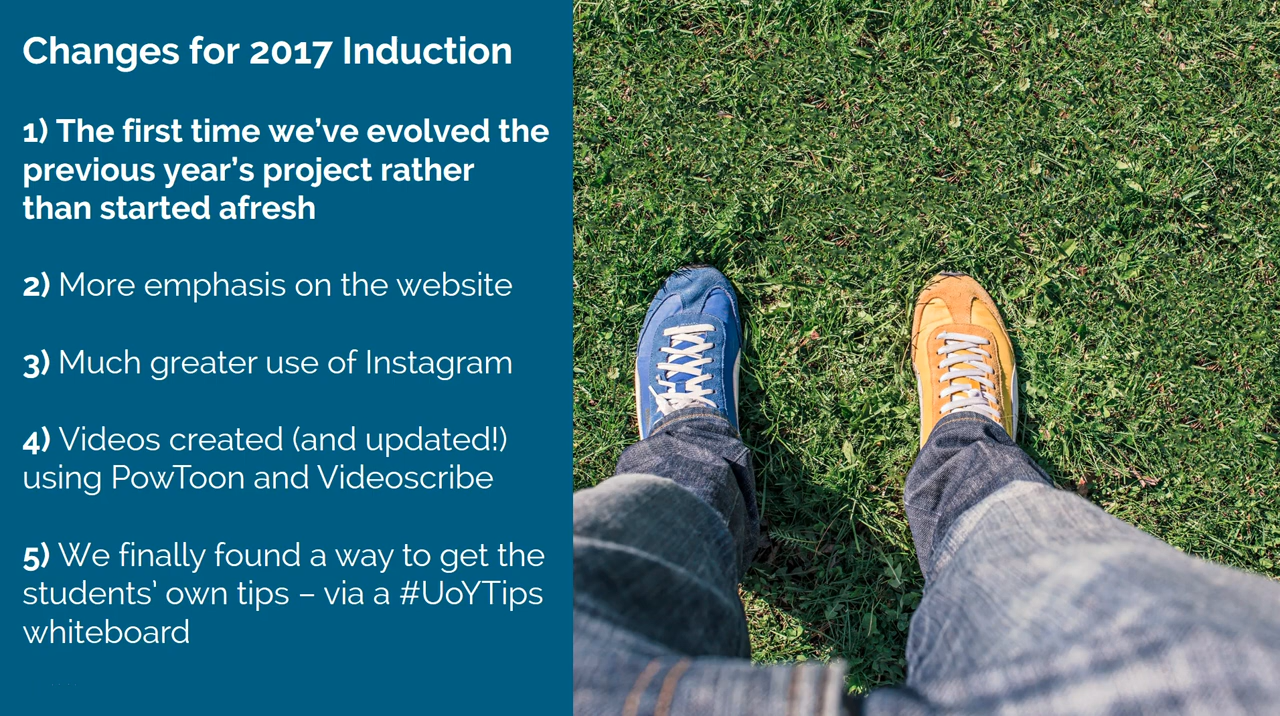 Changes for 2017 Induction
1) The first time we’ve evolved the
previous year’s project rather
than started afresh
2) More emphasis on the website
3) Much greater use of Instagram
4) Videos created (and updated!)
using PowToon and Videoscribe
5) We finally found a way to get the
students’ own tips – via a #UoYTips
whiteboard